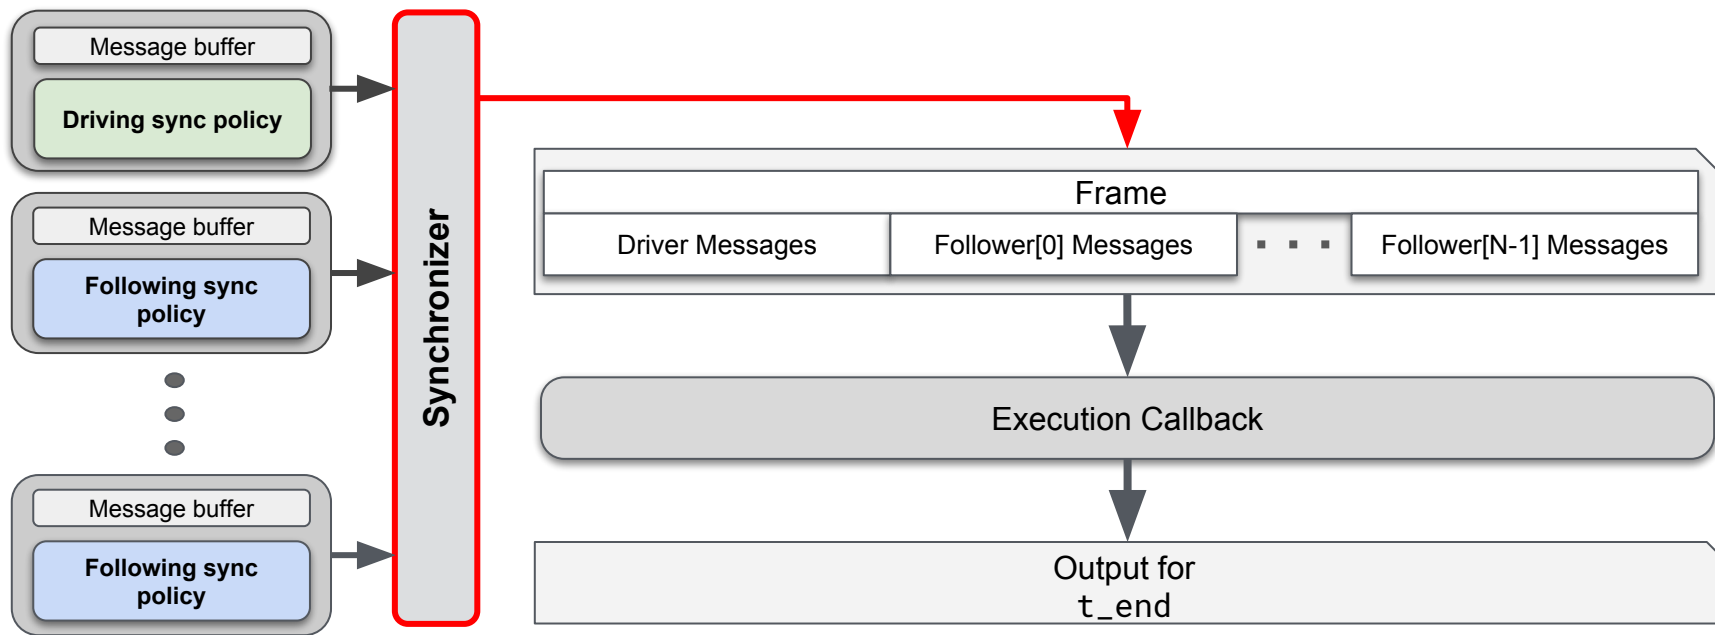 Message buffer
Driving sync policy
Message buffer
Following sync
policy
Message buffer
Following sync
policy
Synchronizer
Frame
Driver Messages
Follower[0] Messages
Follower[N-1] Messages
Execution Callback
Output for
t_end